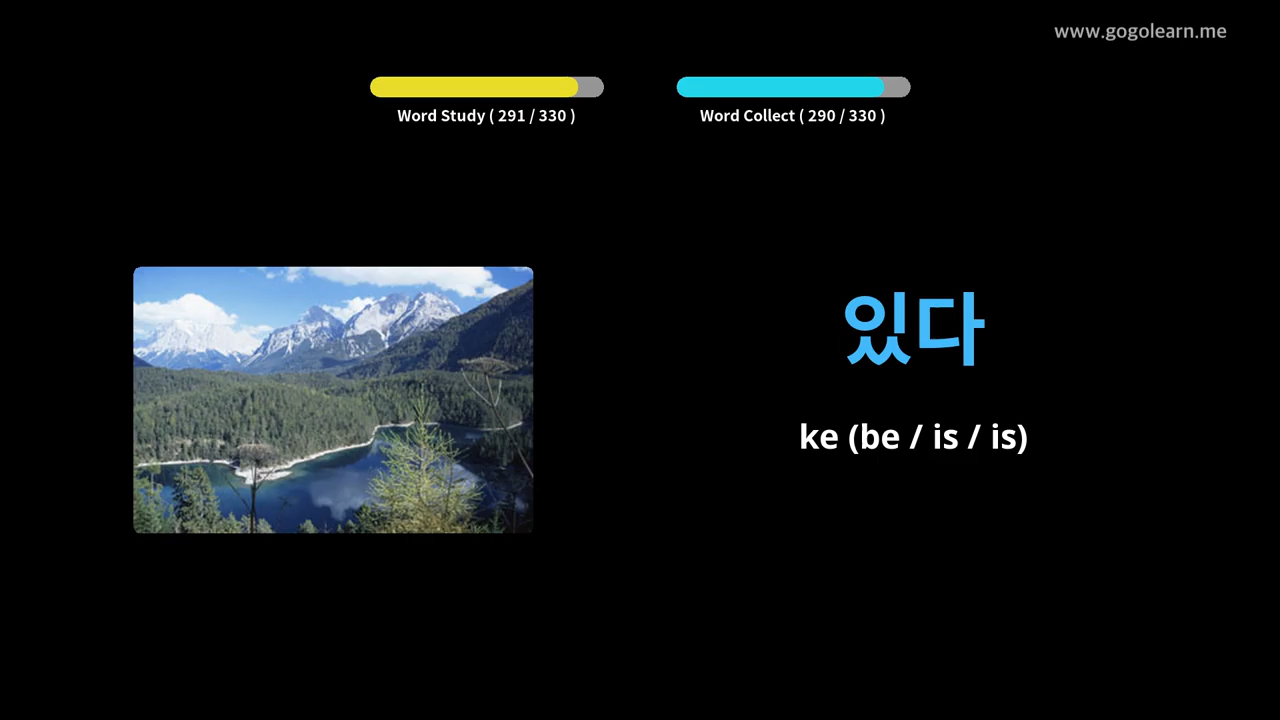 www.gogolearn.me
Word Study ( 291 / 330 )
Word Collect ( 290 / 330 )
있다
ke (be / is / is)